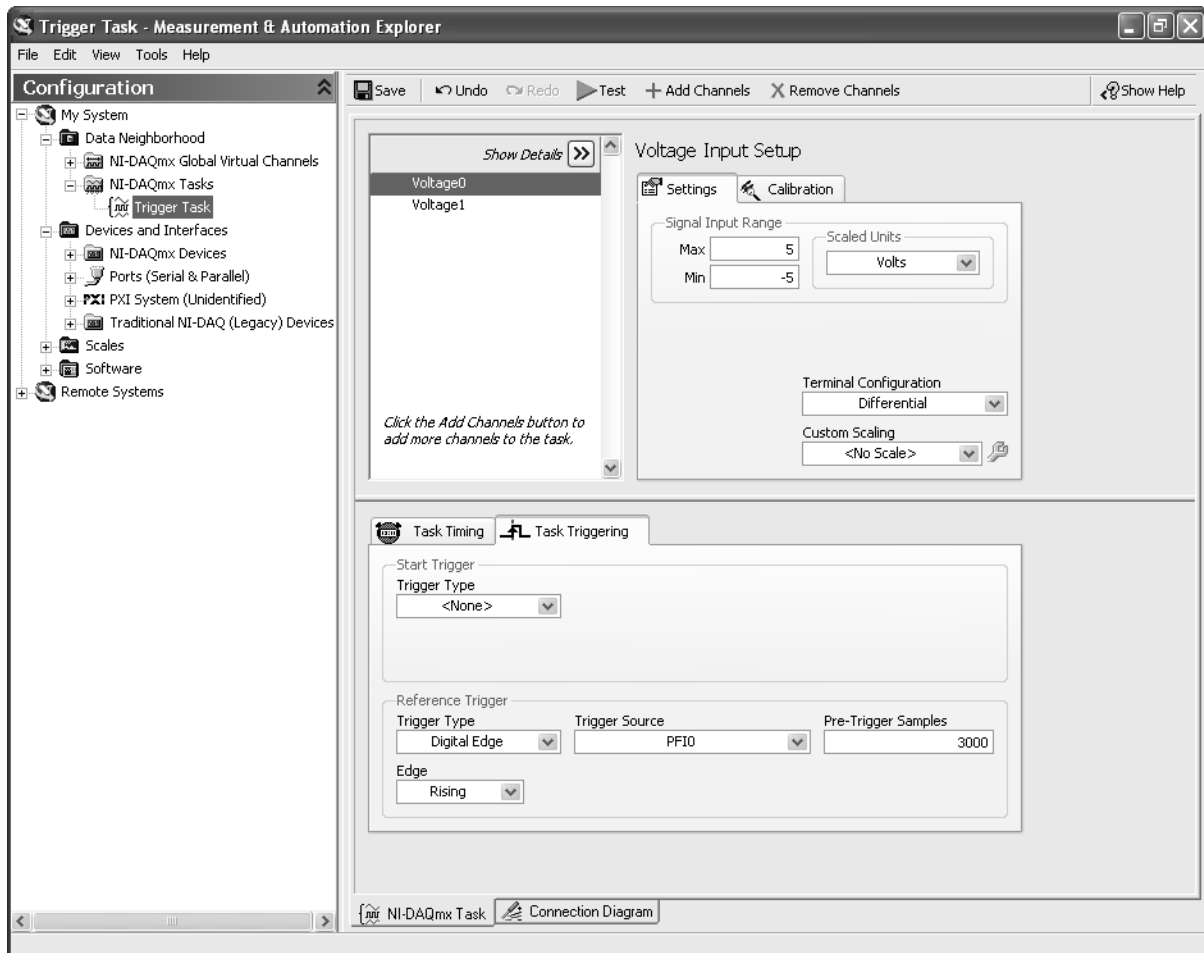 Trigger Task - Measurement & Automation Explorer
File Edit View Tools Help
Configuration
My System
Data Neighborhood
NI-DAQmx Global Virtual Channels
NI-DAQmx Tasks
Trigger Task
Devices and Interfaces
NI-DAQmx Devices
Ports (Serial & Parallel)
PXI PXI System (Unidentified)
Traditional NI-DAQ (Legacy) Devices
Scales
Software
Remote Systems
Save Undo Redo Test Add Channels Remove Channels Show Help
Show Details
Voltage0
Voltage1
Click the Add Channels button to
add more channels to the task.
Voltage Input Setup
Settings Calibration
Signal Input Range
Max 5
Min -5
Scaled Units
Volts
Terminal Configuration
Differential
Custom Scaling
<No Scale>
Task Timing Task Triggering
Start Trigger
Trigger Type
<None>
Reference Trigger
Trigger Type Trigger Source Pre-Trigger Samples
Digital Edge PFI0 3000
Edge
Rising
NI-DAQmx Task Connection Diagram